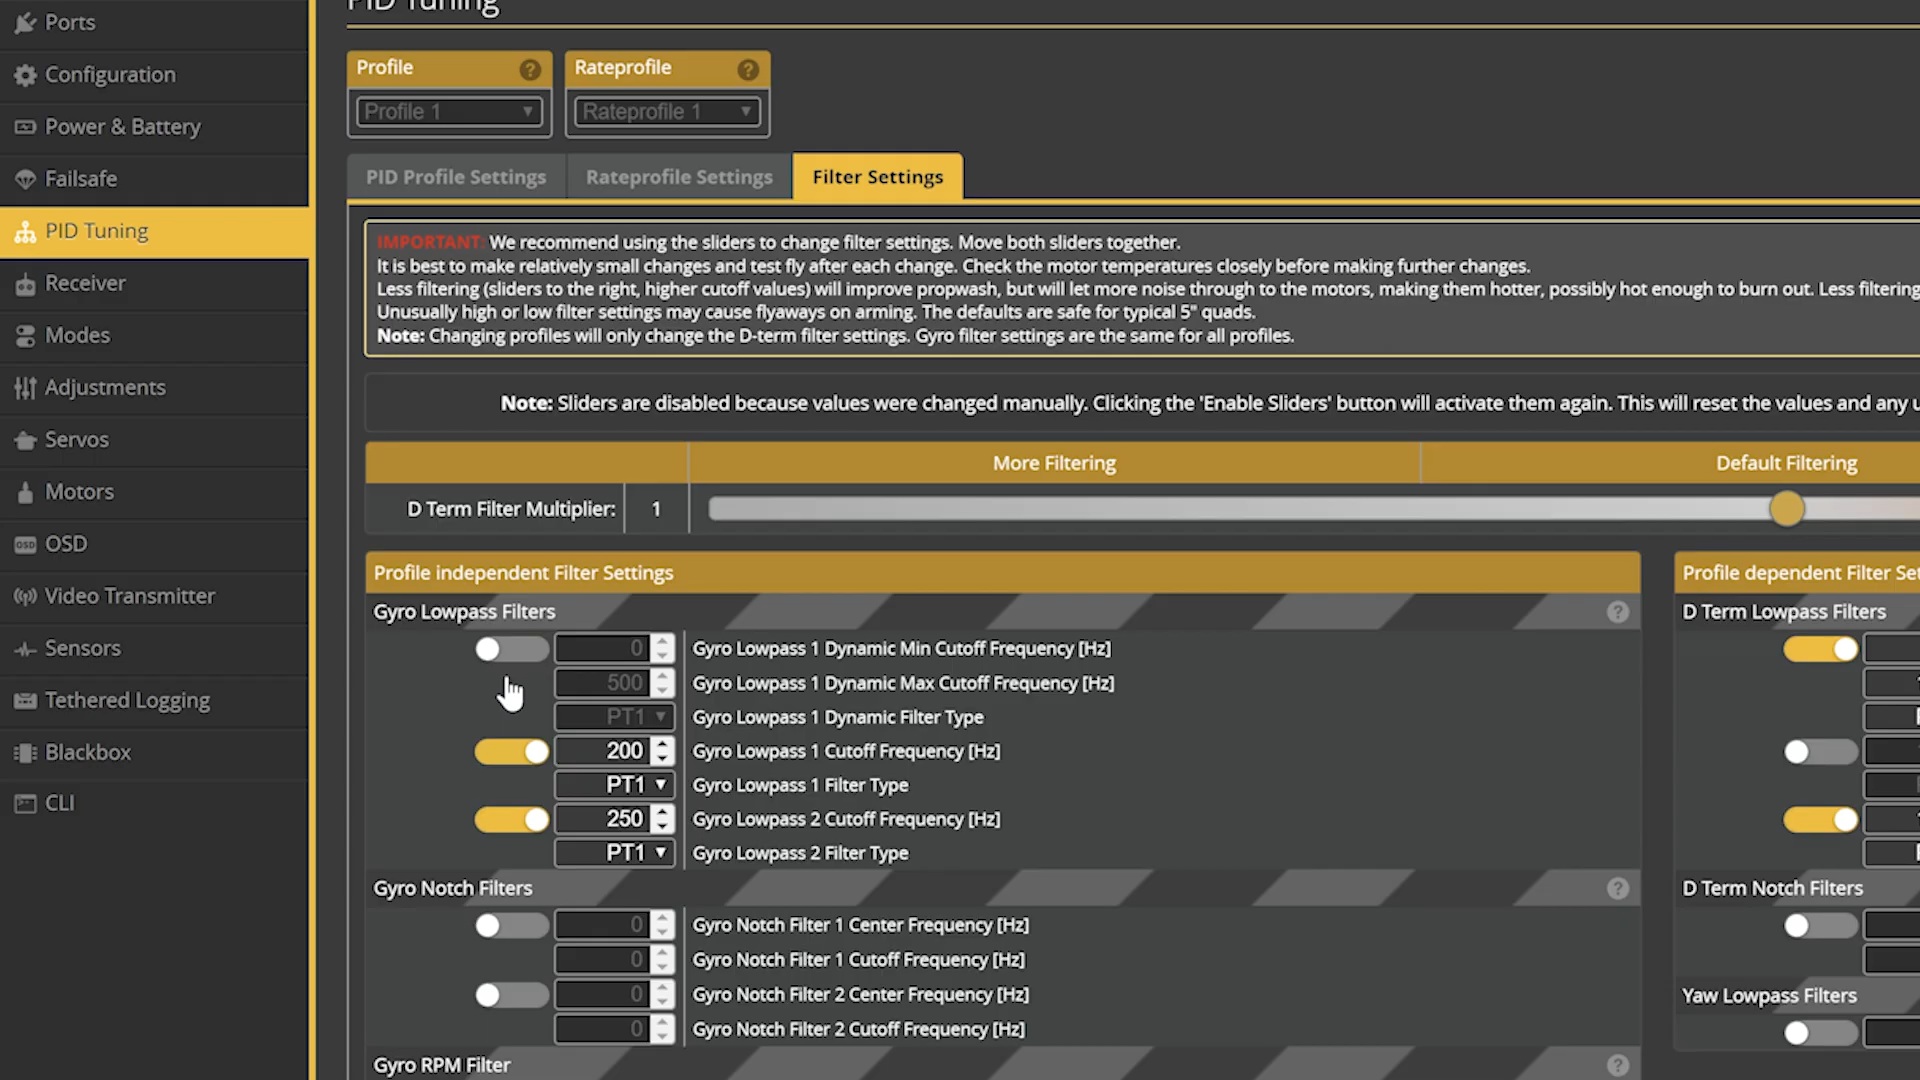 PID Tuning
Ports
Configuration
Power & Battery
Failsafe
PID Tuning
Receiver
Modes
Adjustments
Servos
Motors
OSD
OSD
Video Transmitter
Sensors
Tethered Logging
Blackbox
CLI
Profile ?
Rateprofile ?
Profile 1
Rateprofile 1
PID Profile Settings
Rateprofile Settings
Filter Settings
IMPORTANT: We recommend using the sliders to change filter settings. Move both sliders together.
It is best to make relatively small changes and test fly after each change. Check the motor temperatures closely before making further changes.
Less filtering (sliders to the right, higher cutoff values) will improve propwash, but will let more noise through to the motors, making them hotter, possibly hot enough to burn out. Less filtering
Unusually high or low filter settings may cause flyaways on arming. The defaults are safe for typical 5" quads.
Note: Changing profiles will only change the D-term filter settings. Gyro filter settings are the same for all profiles.
Note: Sliders are disabled because values were changed manually. Clicking the 'Enable Sliders' button will activate them again. This will reset the values and any u
More Filtering
Default Filtering
D Term Filter Multiplier: 1
Profile independent Filter Settings
Gyro Lowpass Filters ?
0 Gyro Lowpass 1 Dynamic Min Cutoff Frequency [Hz]
500 Gyro Lowpass 1 Dynamic Max Cutoff Frequency [Hz]
PT1 Gyro Lowpass 1 Dynamic Filter Type
200 Gyro Lowpass 1 Cutoff Frequency [Hz]
PT1 Gyro Lowpass 1 Filter Type
250 Gyro Lowpass 2 Cutoff Frequency [Hz]
PT1 Gyro Lowpass 2 Filter Type
Gyro Notch Filters ?
0 Gyro Notch Filter 1 Center Frequency [Hz]
0 Gyro Notch Filter 1 Cutoff Frequency [Hz]
0 Gyro Notch Filter 2 Center Frequency [Hz]
0 Gyro Notch Filter 2 Cutoff Frequency [Hz]
Gyro RPM Filter ?
Profile dependent Filter Set
D Term Lowpass Filters
D Term Notch Filters
Yaw Lowpass Filters